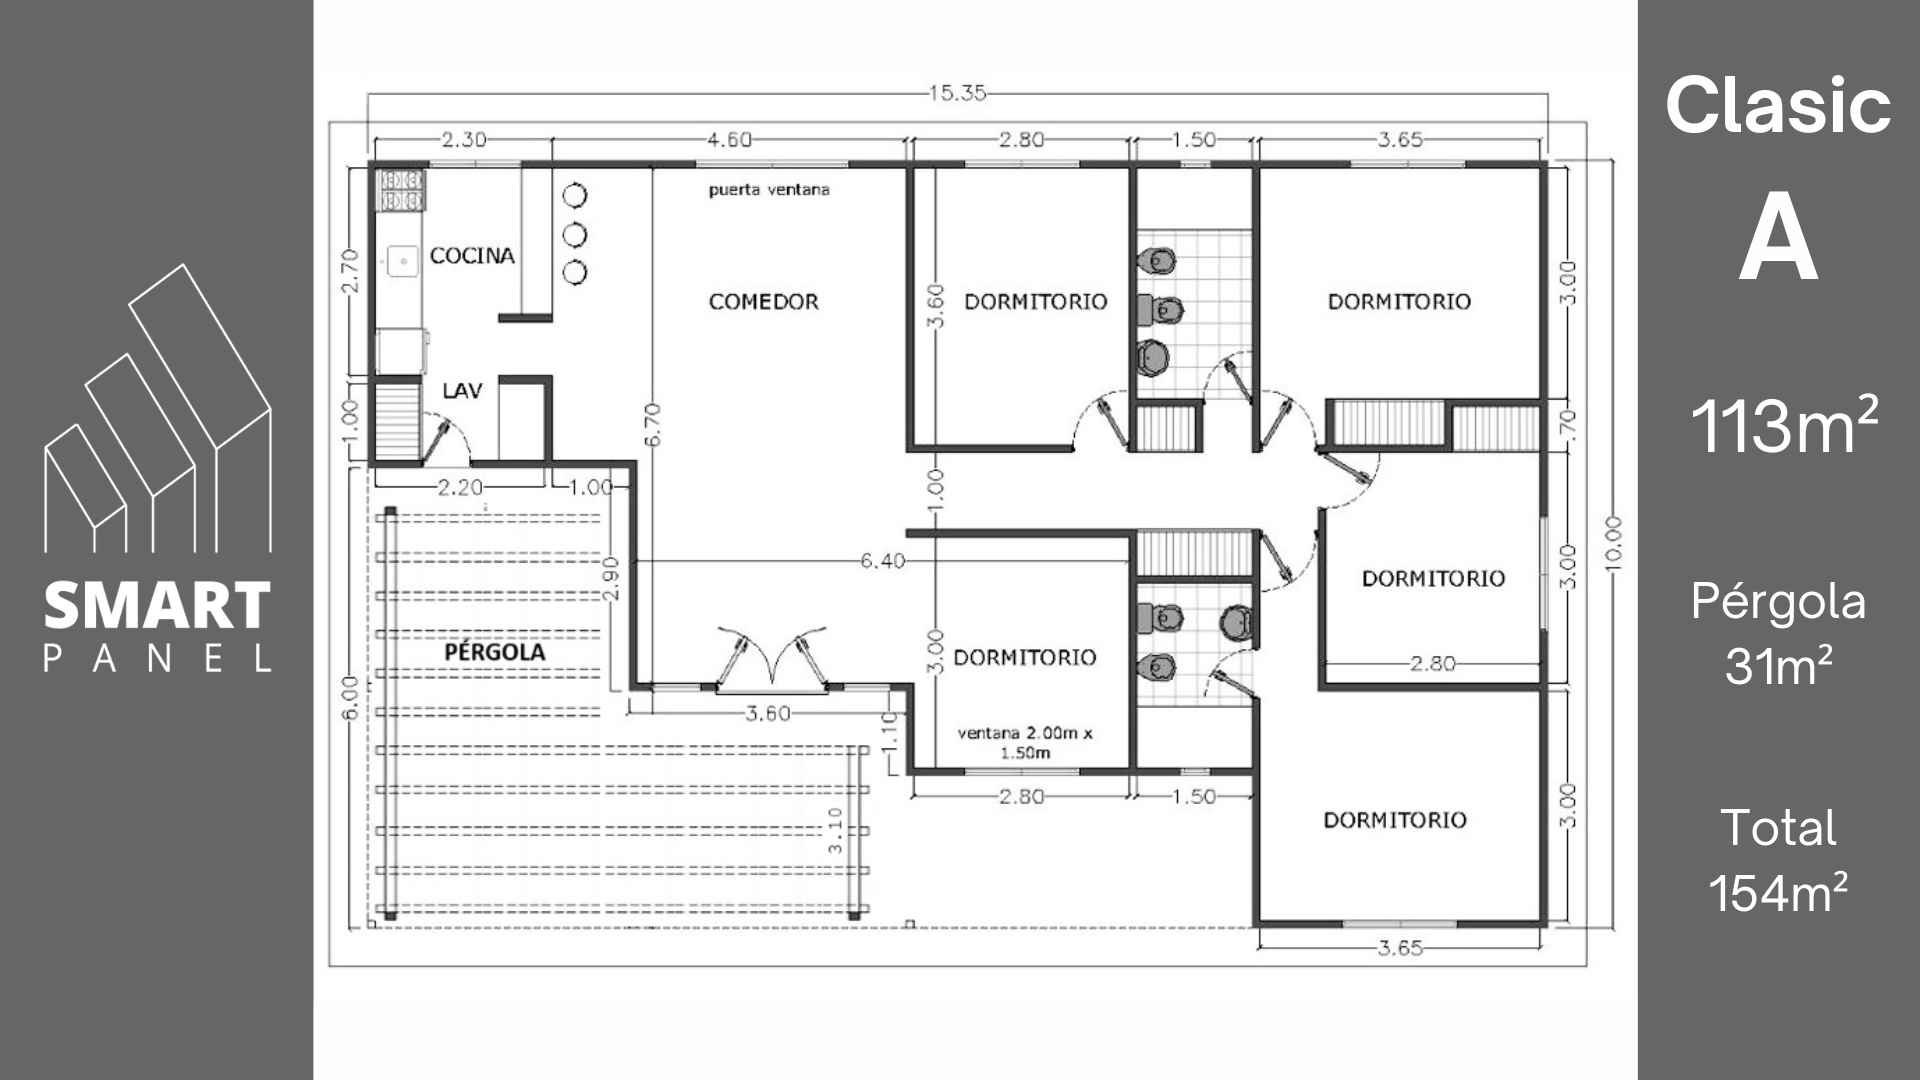 SMART
PANEL
15.35
2.30
4.60
2.80
1.50
3.65
puerta ventana
COCINA
2.70
COMEDOR
3.60
DORMITORIO
DORMITORIO
3.00
LAV
1.00
6.70
.70
2.20
1.00
1.00
2.90
6.40
DORMITORIO
3.00
10.00
PÉRGOLA
3.00
DORMITORIO
2.80
6.00
3.60
1.10
ventana 2.00m x
1.50m
2.80
1.50
3.10
DORMITORIO
3.00
3.65
Clasic
A
113m²
Pérgola
31m²
Total
154m²